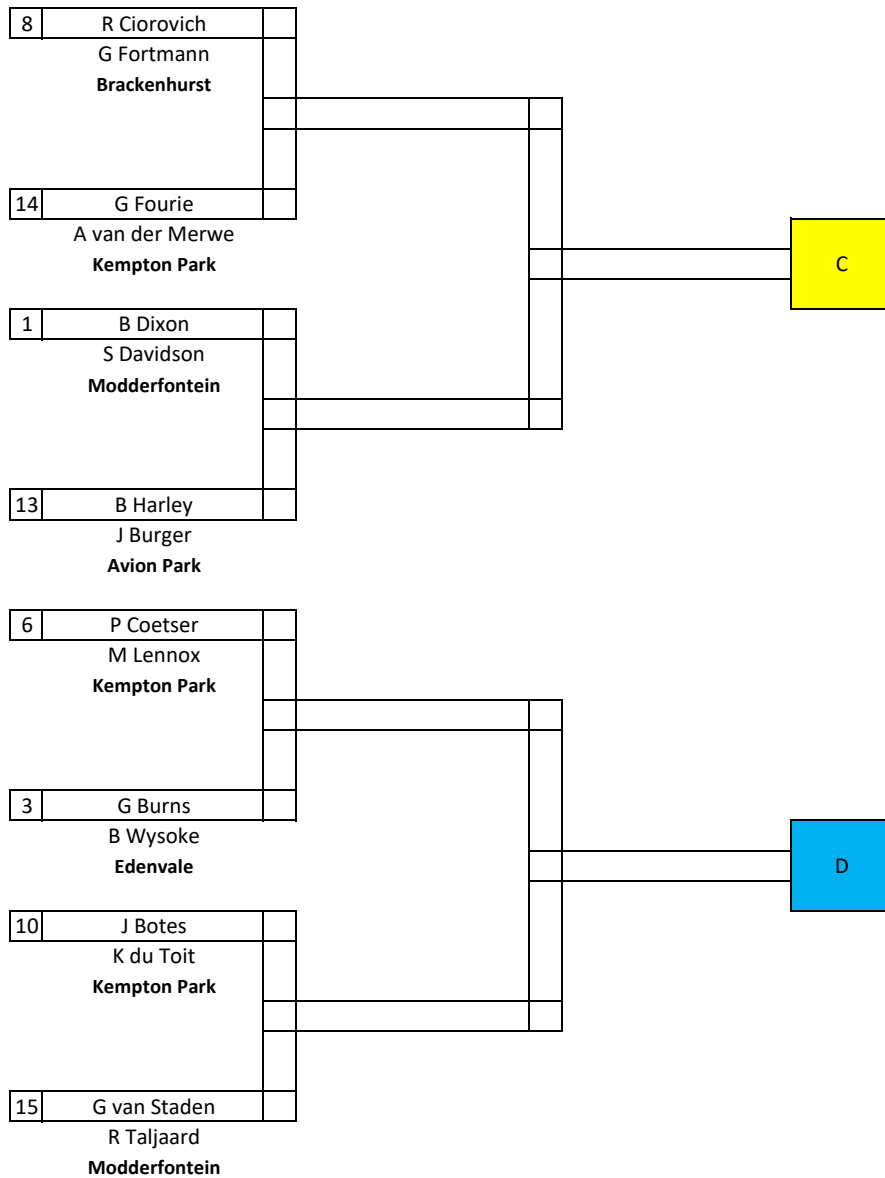 8 R Ciorovich
G Fortmann
Brackenhurst
14 G Fourie
A van der Merwe
Kempton Park
C
1 B Dixon
S Davidson
Modderfontein
13 B Harley
J Burger
Avion Park
6 P Coetser
M Lennox
Kempton Park
3 G Burns
B Wysoke
Edenvale
D
10 J Botes
K du Toit
Kempton Park
15 G van Staden
R Taljaard
Modderfontein